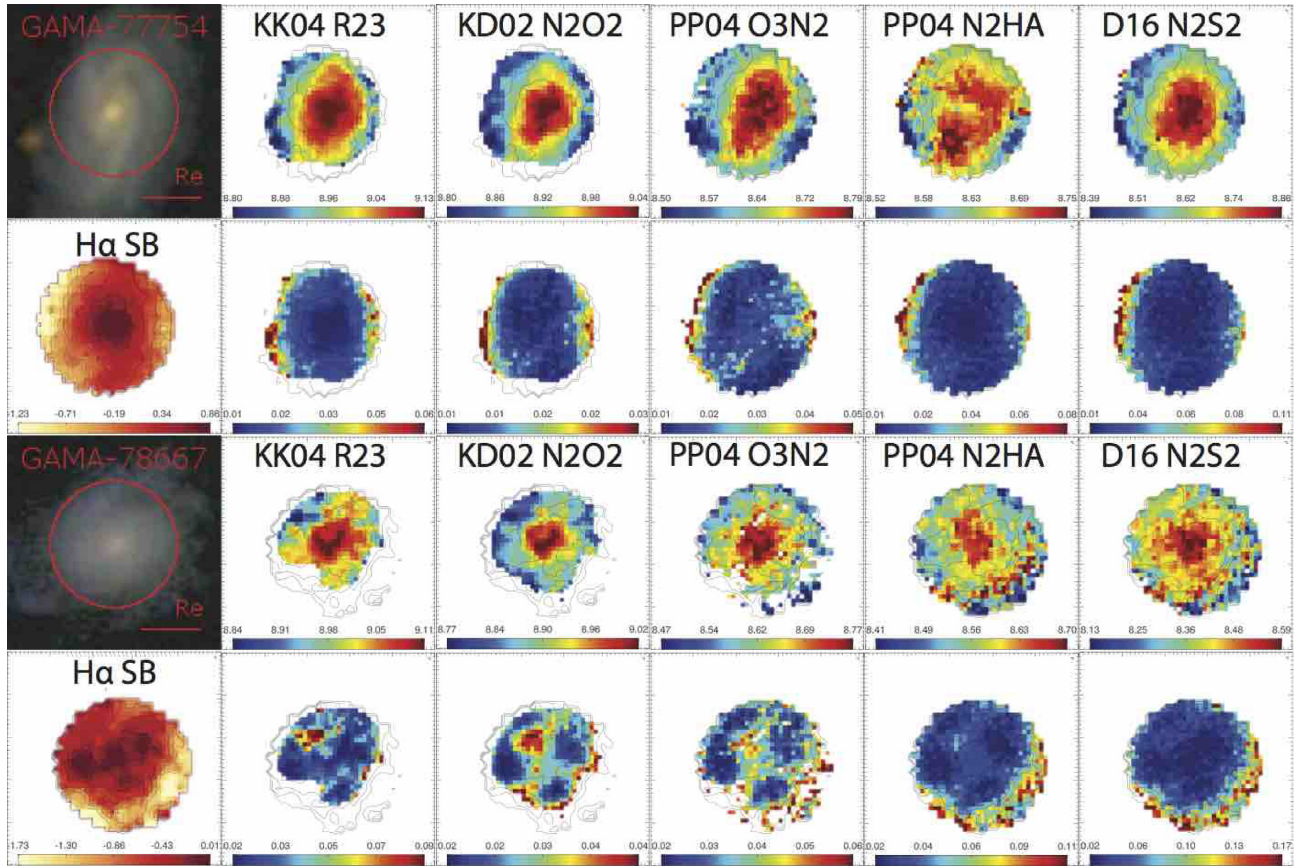 GAMA-77754 KK04 R23 KD02 N2O2 PP04 O3N2 PP04 N2HA D16 N2S2
Re
8.80 8.88 8.96 9.04 9.13 8.80 8.86 8.92 8.98 9.04 8.50 8.57 8.64 8.72 8.79 8.52 8.58 8.63 8.69 8.75 8.39 8.51 8.62 8.74 8.86
Hα SB
-1.23 -0.71 -0.19 0.34 0.86 0.01 0.02 0.03 0.05 0.06 0.01 0.01 0.02 0.02 0.03 0.01 0.02 0.03 0.04 0.05 0.01 0.03 0.04 0.06 0.08 0.01 0.04 0.06 0.08 0.11
GAMA-78667 KK04 R23 KD02 N2O2 PP04 O3N2 PP04 N2HA D16 N2S2
Re
8.84 8.91 8.98 9.05 9.11 8.77 8.84 8.90 8.96 9.02 8.47 8.54 8.62 8.69 8.77 8.41 8.49 8.56 8.63 8.70 8.13 8.25 8.36 8.48 8.59
Hα SB
-1.73 -1.30 -0.86 -0.43 0.01 0.02 0.03 0.05 0.07 0.09 0.01 0.02 0.02 0.03 0.04 0.02 0.03 0.04 0.05 0.06 0.02 0.04 0.07 0.09 0.11 0.02 0.06 0.10 0.13 0.17